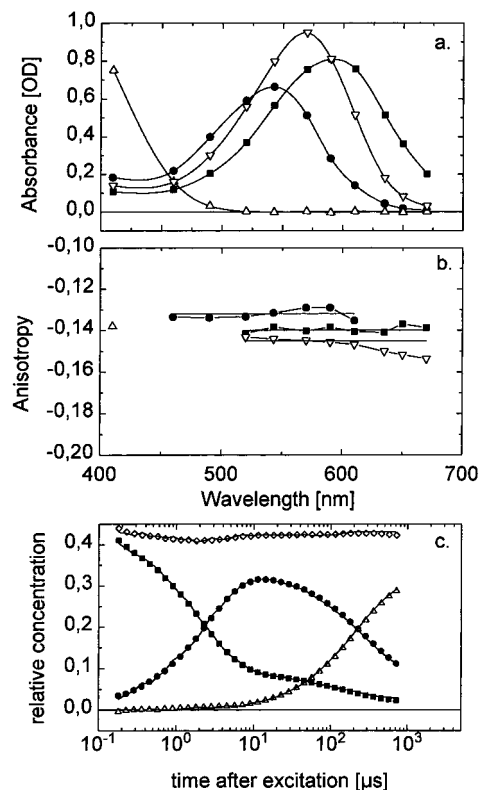 a.
Absorbance [OD]
1,0
0,8
0,6
0,4
0,2
0,0
b.
Anisotropy
-0,10
-0,12
-0,14
-0,16
-0,18
-0,20
400 500 600 700
Wavelength [nm]
c.
relative concentration
0,4
0,3
0,2
0,1
0,0
10-1 100 101 102 103
time after excitation [µs]